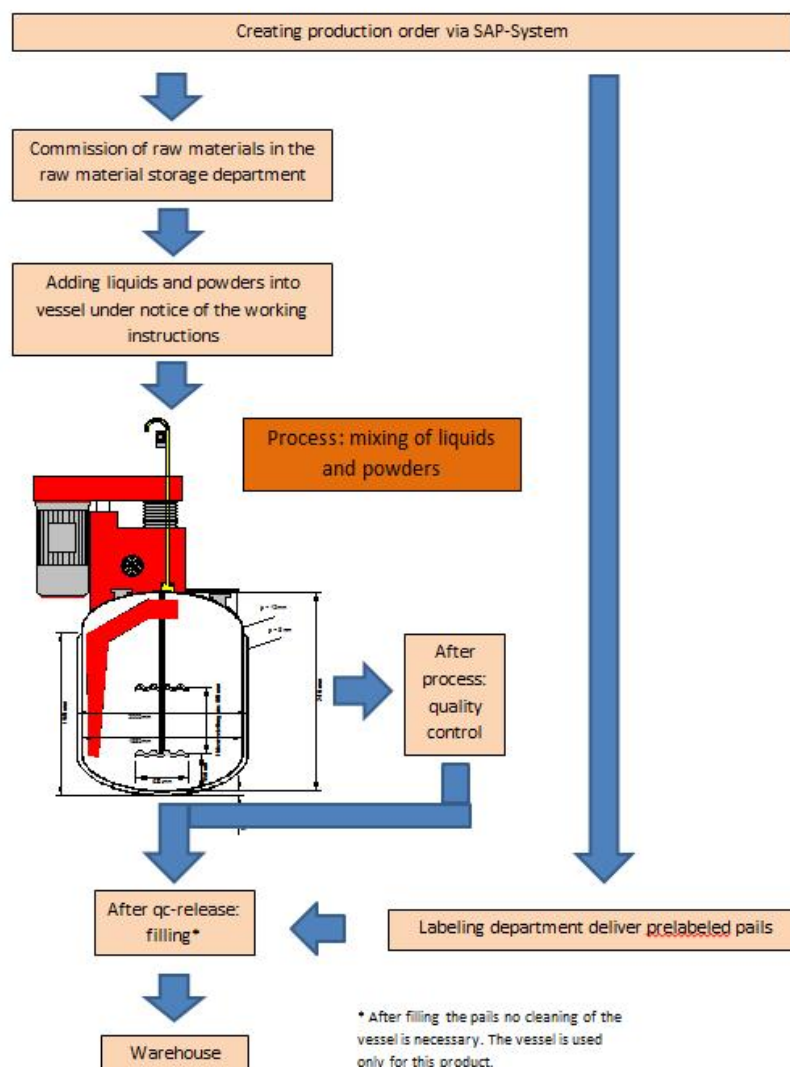 Creating production order via SAP-System
Commission of raw materials in the
raw material storage department
Adding liquids and powders into
vessel under notice of the working
instructions
Process: mixing of liquids
and powders
After
process:
quality
control
After qc-release:
filling*
Labeling department deliver prelabeled pails
Warehouse
* After filling the pails no cleaning of the
vessel is necessary. The vessel is used
only for this product.